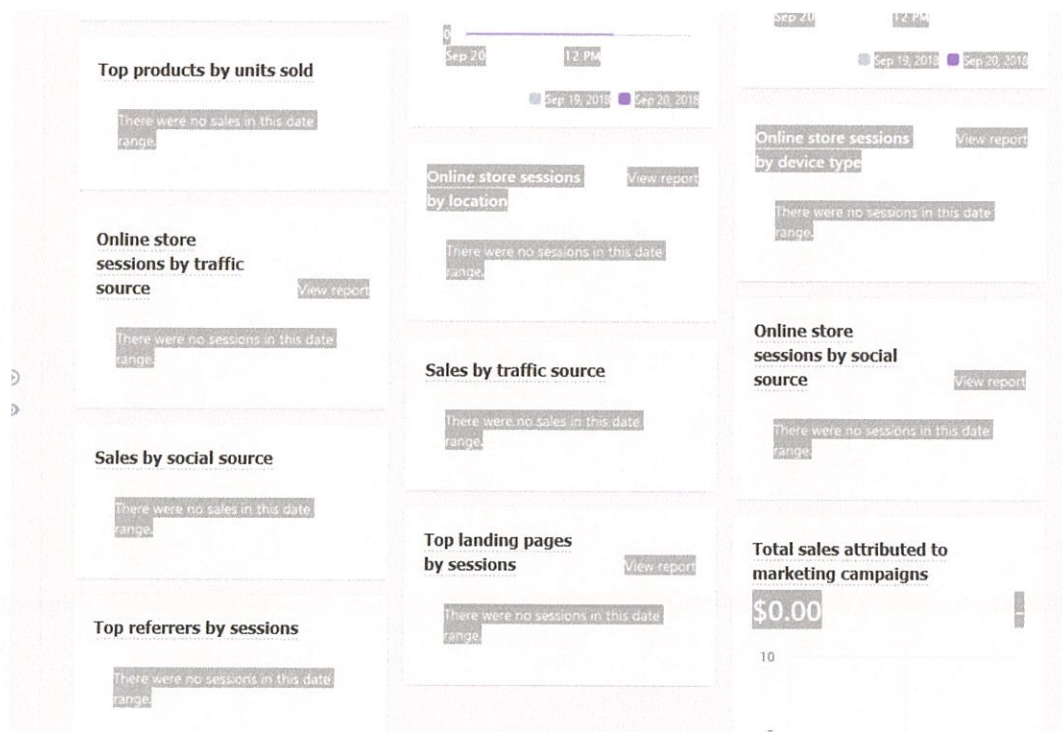 Top products by units sold
There were no sales in this date
range.
Online store
sessions by traffic
source
View report
There were no sessions in this date
range.
Sales by social source
There were no sales in this date
range.
Top referrers by sessions
There were no sessions in this date
range.
0
Sep 20
12 PM
Sep 19, 2018
Sep 20, 2018
Online store sessions
by location
View report
There were no sessions in this date
range.
Sales by traffic source
There were no sales in this date
range.
Top landing pages
by sessions
View report
There were no sessions in this date
range.
Sep 20
12 PM
Sep 19, 2018
Sep 20, 2018
Online store sessions
by device type
View report
There were no sessions in this date
range.
Online store
sessions by social
source
View report
There were no sessions in this date
range.
Total sales attributed to
marketing campaigns
$0.00
-
10